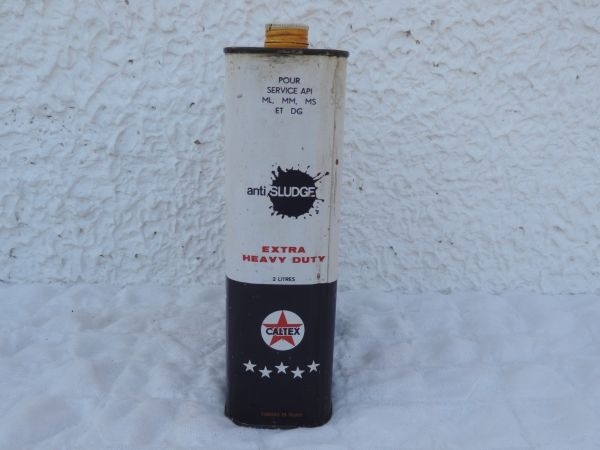 POUR
SERVICE API
ML, MM, MS
ET DG
anti SLUDGE
EXTRA
HEAVY DUTY
2 LITRES
CALTEX